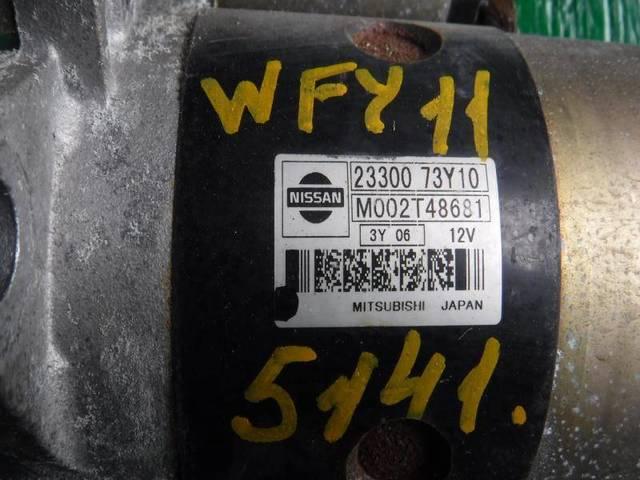 WFY11
NISSAN
23300 73Y10
M002T48681
3Y 06 12V
MITSUBISHI JAPAN
5141.